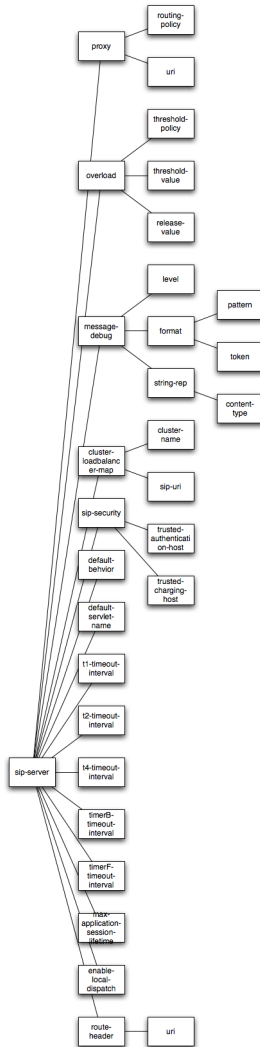 routing-
policy
proxy
uri
threshold-
policy
overload
threshold-
value
release-
value
level
pattern
message-
debug
format
token
string-rep
content-
type
cluster-
name
cluster-
loadbalanc
er-map
sip-uri
sip-security
trusted-
authenticati
on-host
default-
behvior
trusted-
charging-
host
default-
servlet-
name
t1-timeout-
interval
t2-timeout-
interval
sip-server
t4-timeout-
interval
timerB-
timeout-
interval
timerF-
timeout-
interval
max-
application-
session-
lifetime
enable-
local-
dispatch
route-
header
uri